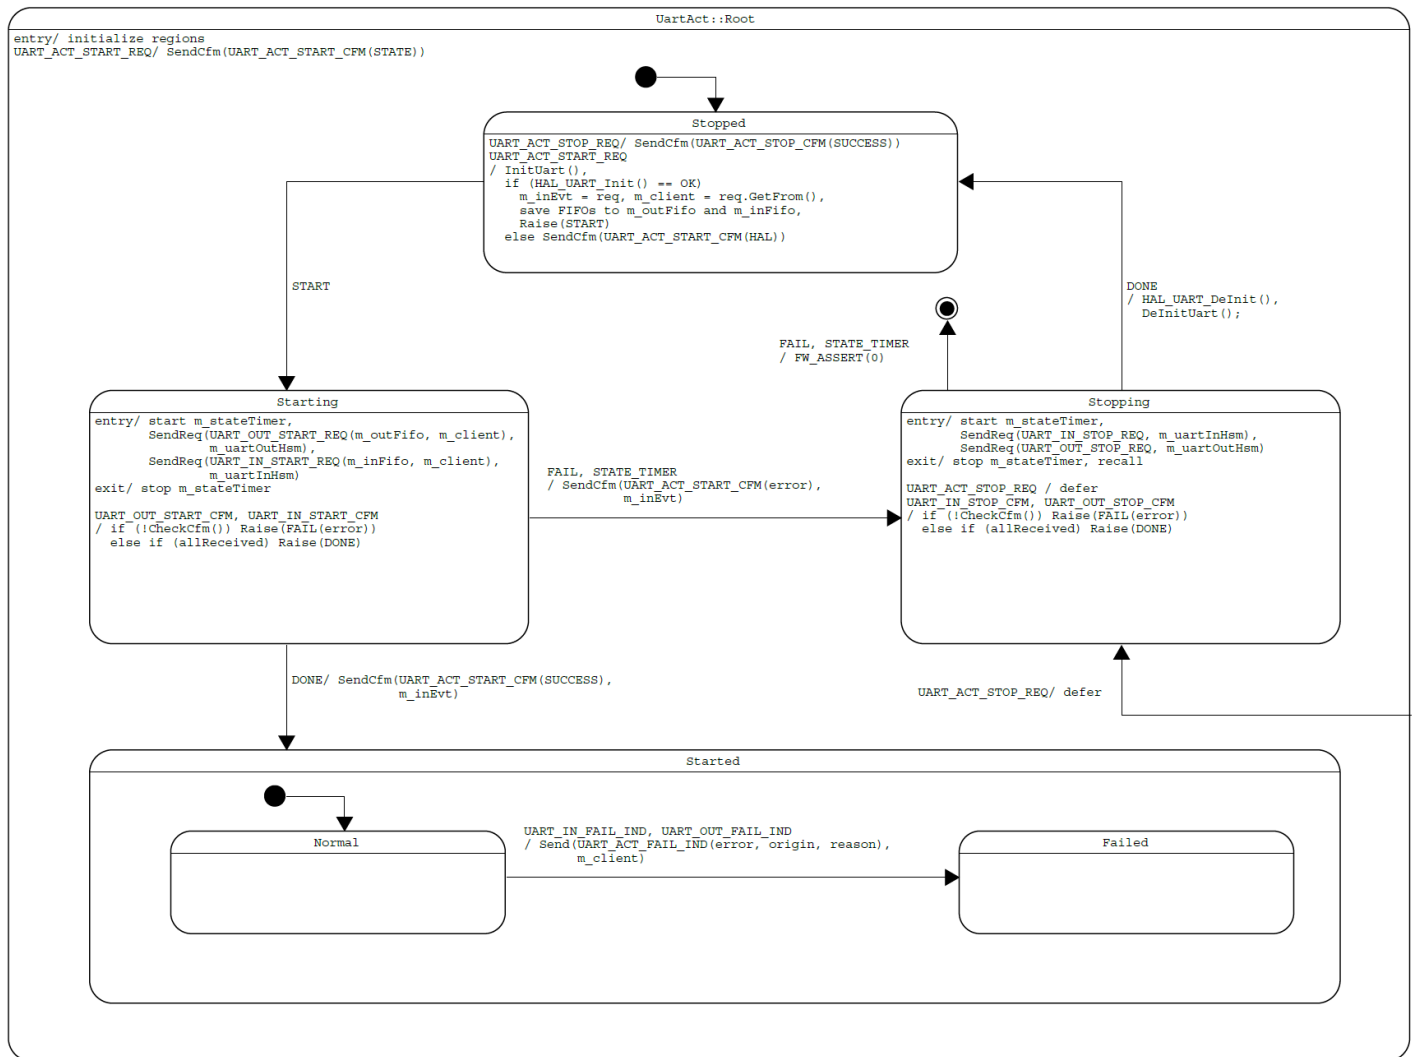 UartAct::Root
entry/ initialize regions
UART_ACT_START_REQ/ SendCfm(UART_ACT_START_CFM(STATE))
Stopped
UART_ACT_STOP_REQ/ SendCfm(UART_ACT_STOP_CFM(SUCCESS))
UART_ACT_START_REQ
/ InitUart(),
if (HAL_UART_Init() == OK)
m_inEvt = req, m_client = req.GetFrom(),
save FIFOs to m_outFifo and m_inFifo,
Raise(START)
else SendCfm(UART_ACT_START_CFM(HAL))
START
DONE
/ HAL_UART_DeInit(),
DeInitUart();
FAIL, STATE_TIMER
/ FW_ASSERT(0)
Starting
entry/ start m_stateTimer,
SendReq(UART_OUT_START_REQ(m_outFifo, m_client),
m_uartOutHsm),
SendReq(UART_IN_START_REQ(m_inFifo, m_client),
m_uartInHsm)
exit/ stop m_stateTimer
UART_OUT_START_CFM, UART_IN_START_CFM
/ if (!CheckCfm()) Raise(FAIL(error))
else if (allReceived) Raise(DONE)
FAIL, STATE_TIMER
/ SendCfm(UART_ACT_START_CFM(error),
m_inEvt)
Stopping
entry/ start m_stateTimer,
SendReq(UART_IN_STOP_REQ, m_uartInHsm),
SendReq(UART_OUT_STOP_REQ, m_uartOutHsm)
exit/ stop m_stateTimer, recall
UART_ACT_STOP_REQ / defer
UART_IN_STOP_CFM, UART_OUT_STOP_CFM
/ if (!CheckCfm()) Raise(FAIL(error))
else if (allReceived) Raise(DONE)
DONE/ SendCfm(UART_ACT_START_CFM(SUCCESS),
m_inEvt)
UART_ACT_STOP_REQ/ defer
Started
Normal
UART_IN_FAIL_IND, UART_OUT_FAIL_IND
/ Send(UART_ACT_FAIL_IND(error, origin, reason),
m_client)
Failed